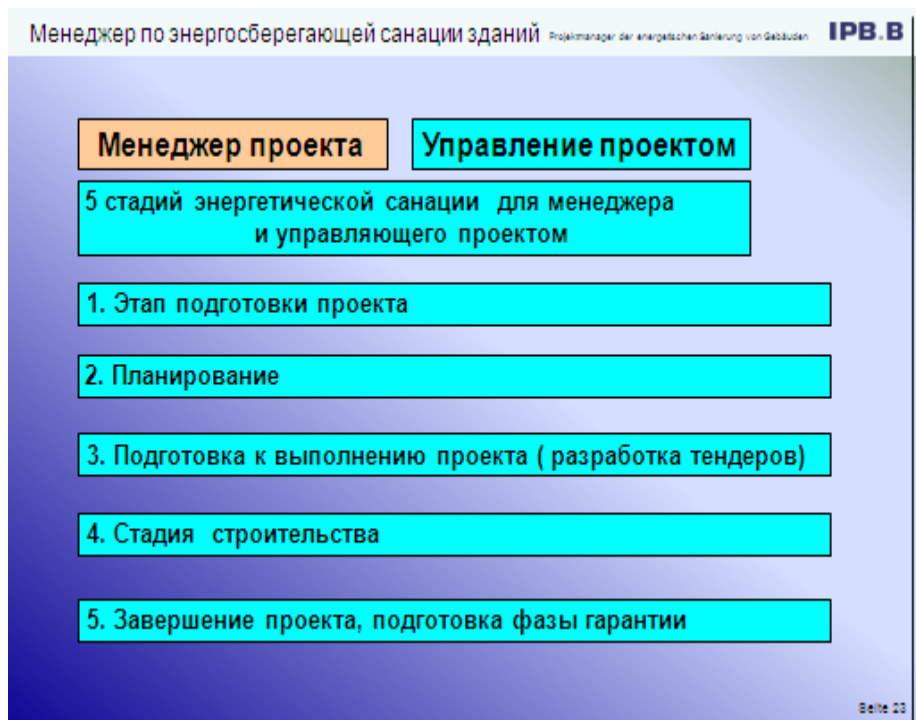 Менеджер по энергосберегающей санации зданий Projektmanager der energetischen Sanierung von Gebäuden IPB.B
Менеджер проекта Управление проектом
5 стадий энергетической санации для менеджера
и управляющего проектом
1. Этап подготовки проекта
2. Планирование
3. Подготовка к выполнению проекта ( разработка тендеров)
4. Стадия строительства
5. Завершение проекта, подготовка фазы гарантии
Seite 23